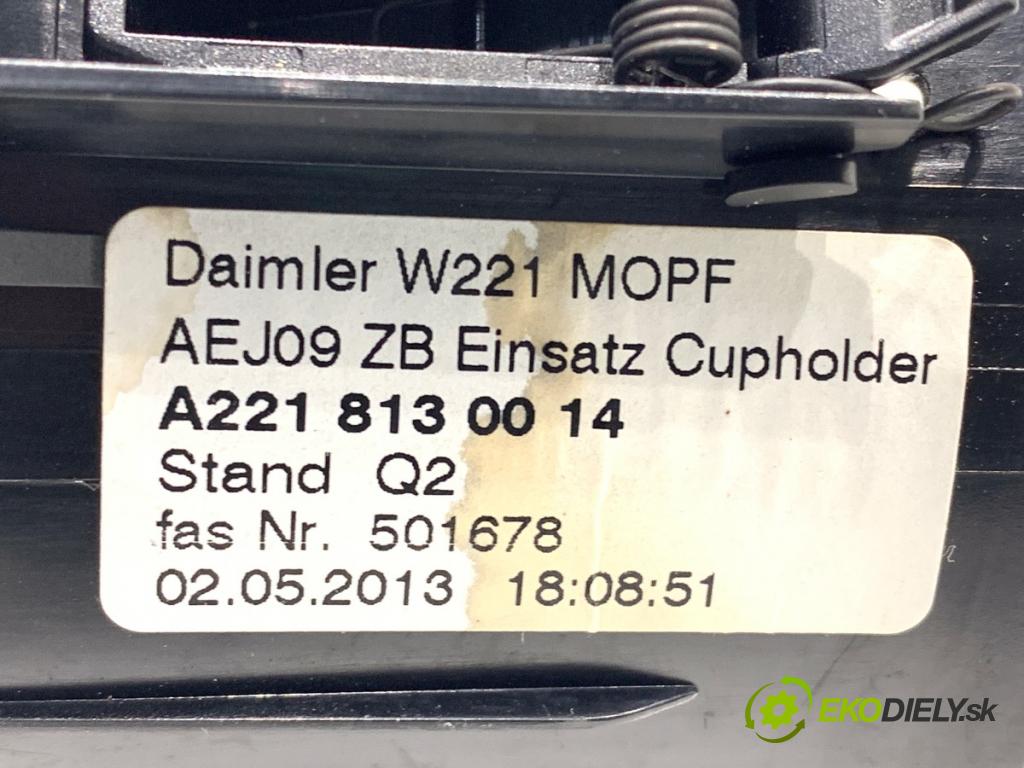 Daimler W221 MOPF
AEJ09 ZB Einsatz Cupholder
A221 813 00 14
Stand Q2
fas Nr. 501678
02.05.2013 18:08:51
EKODIELY.sk